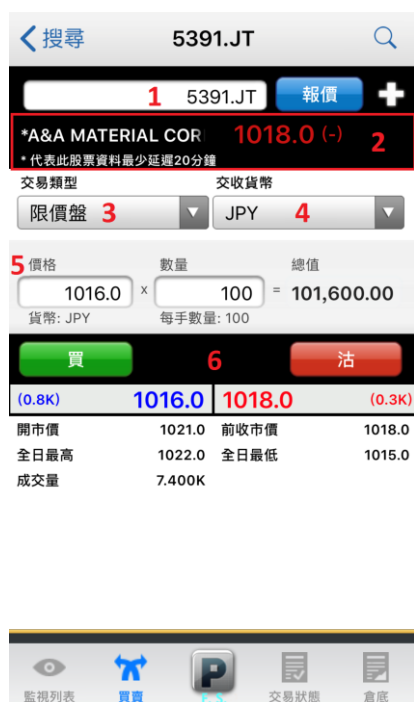 搜尋 5391.JT
1 5391.JT 報價
*A&A MATERIAL COR 1018.0 (-) 2
* 代表此股票資料最少延遲20分鐘
交易類型 交收貨幣
限價盤 3 JPY 4
5 價格 數量 總值
1016.0 x 100 = 101,600.00
貨幣: JPY 每手數量: 100
買 6 沽
(0.8K) 1016.0 1018.0 (0.3K)
開市價 1021.0 前收市價 1018.0
全日最高 1022.0 全日最低 1015.0
成交量 7.400K
監視列表 買賣 P P S 交易狀態 倉底